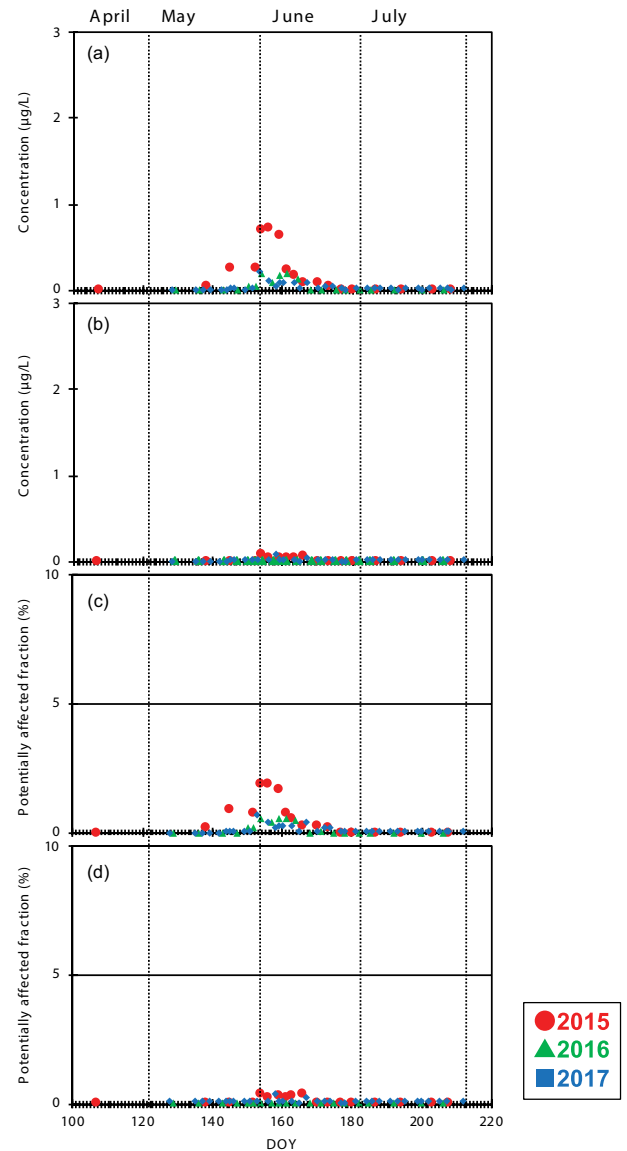 April May June July
3
(a)
2
Concentration (µg/L)
1
0
3
(b)
2
Concentration (µg/L)
1
0
10
(c)
Potentially affected fraction (%)
5
0
10
(d)
Potentially affected fraction (%)
5
0
100 120 140 160 180 200 220
DOY
2015
2016
2017